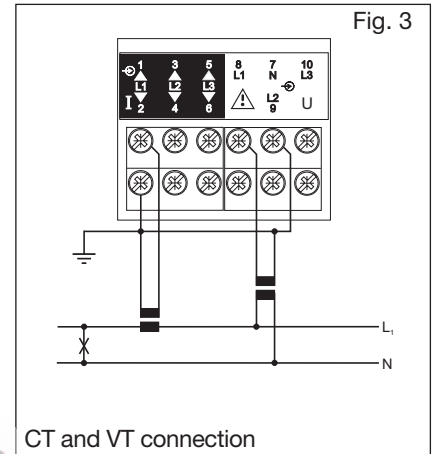 Fig. 3
1 3 5 8 7 10
L1 N L3
L1 L2 L3
I L2 U
2 4 6 9
L₁
N
CT and VT connection